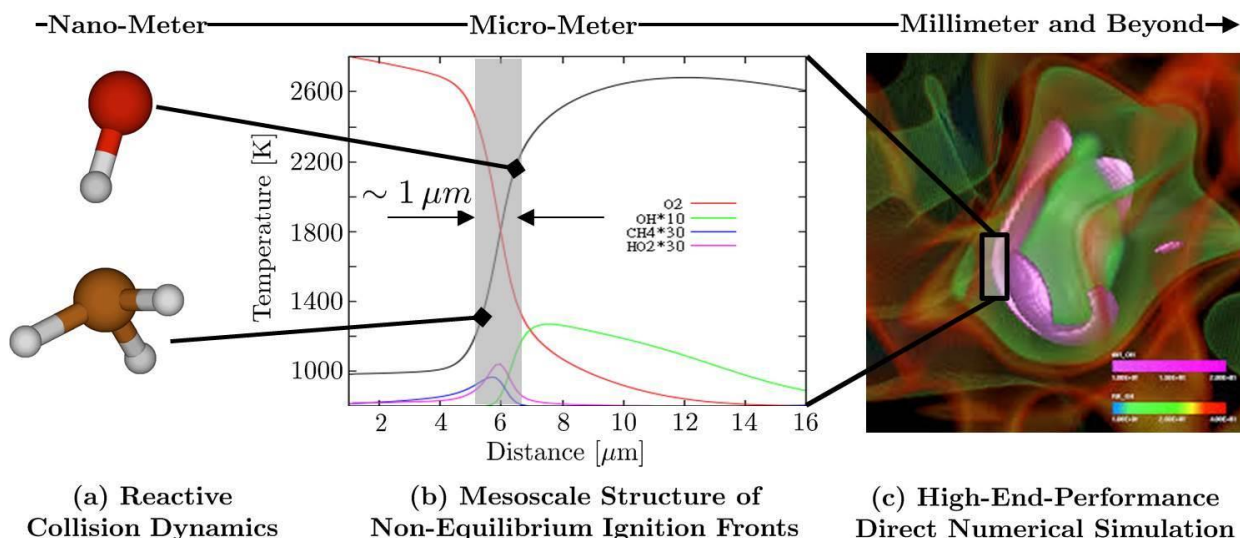 Nano-Meter
Micro-Meter
Millimeter and Beyond
2600
2200
1800
1400
1000
Temperature [K]
~ 1 μm
O2
OH*10
CH4*30
HO2*30
2 4 6 8 10 12 14 16
Distance [μm]
(a) Reactive
Collision Dynamics
(b) Mesoscale Structure of
Non-Equilibrium Ignition Fronts
(c) High-End-Performance
Direct Numerical Simulation